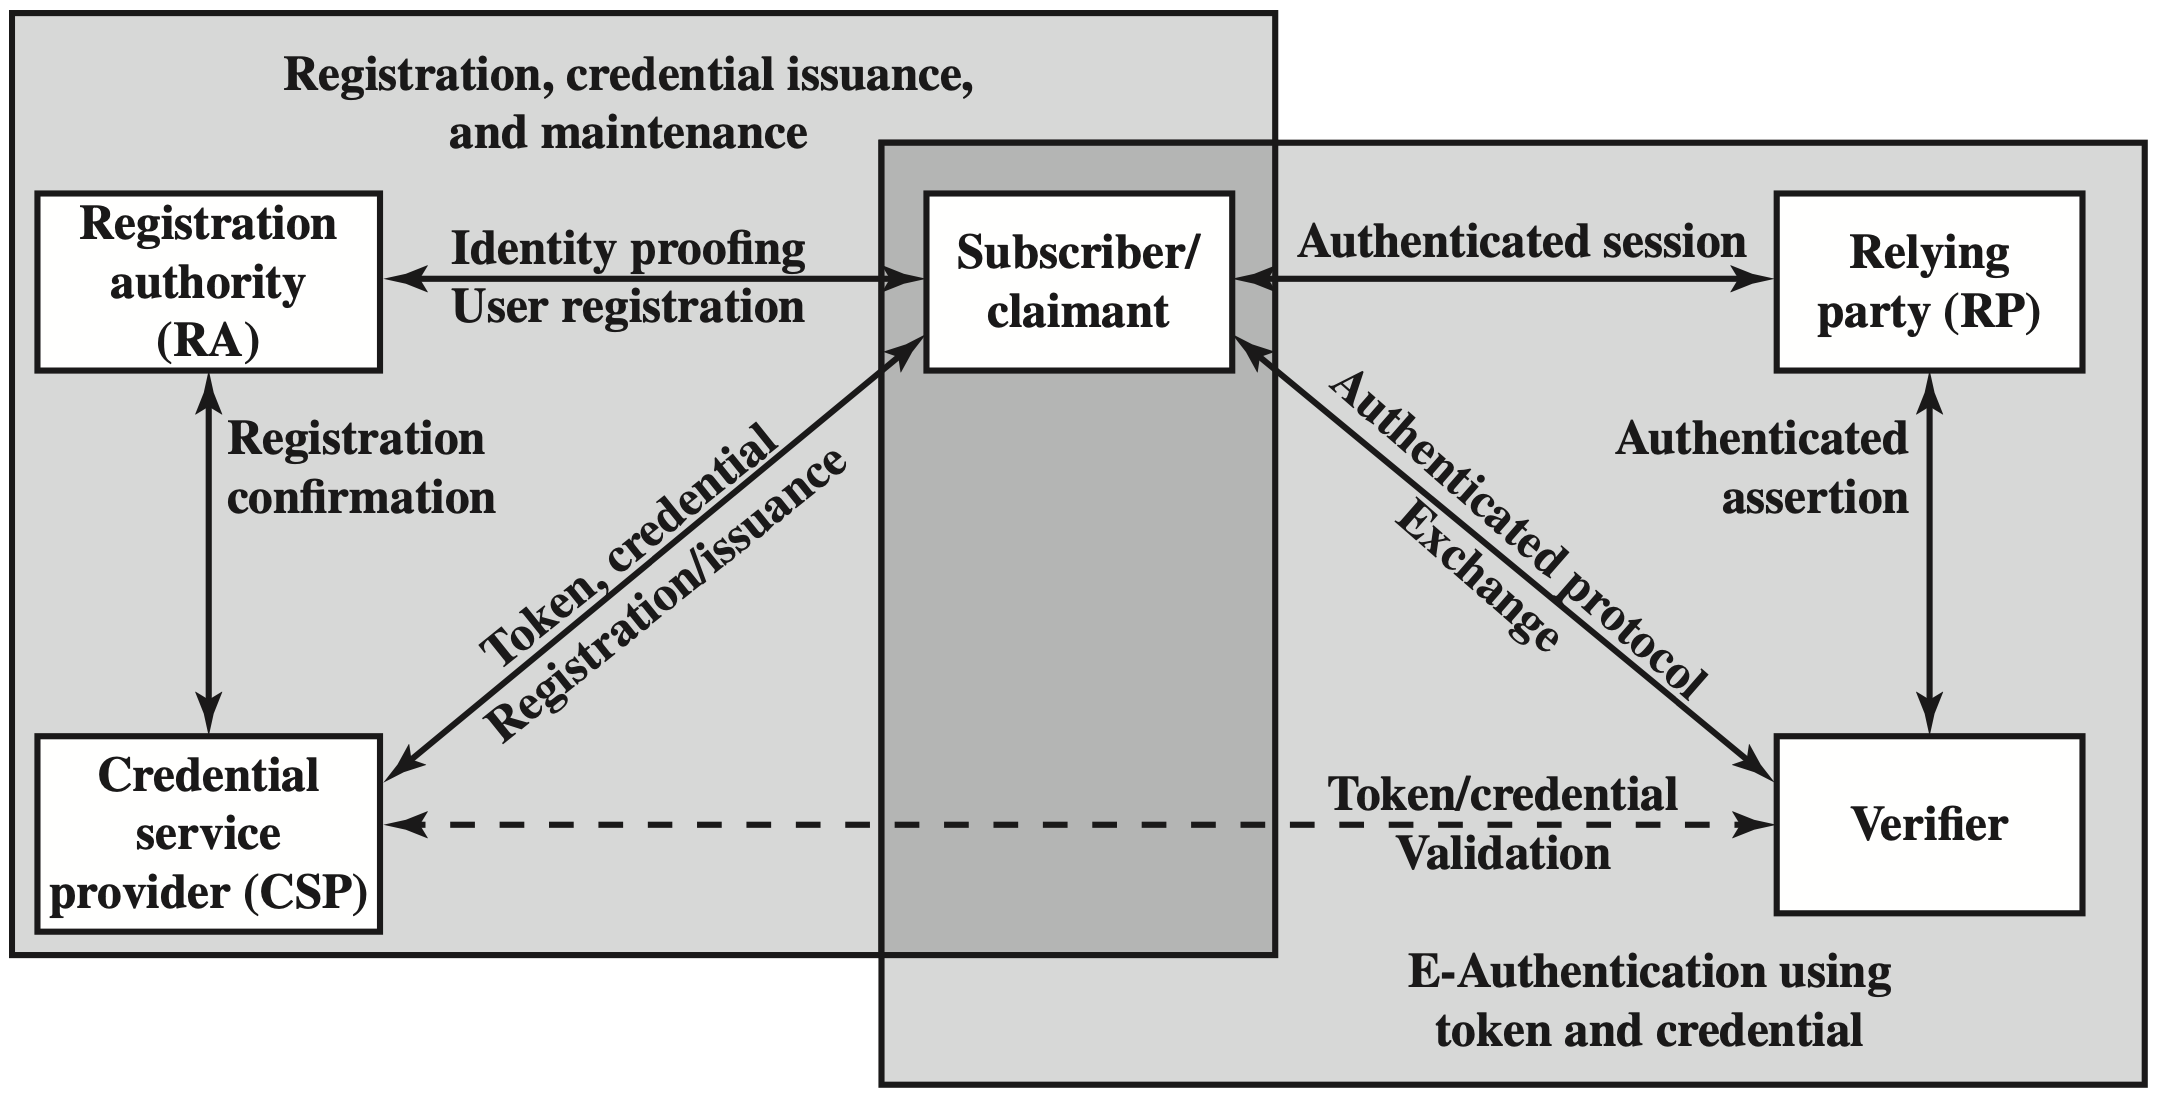 Registration, credential issuance,
and maintenance
Registration
authority
(RA)
Identity proofing
User registration
Subscriber/
claimant
Authenticated session
Relying
party (RP)
Registration
confirmation
Token, credential
Registration/issuance
Authenticated protocol
Exchange
Authenticated
assertion
Credential
service
provider (CSP)
Token/credential
Validation
Verifier
E-Authentication using
token and credential